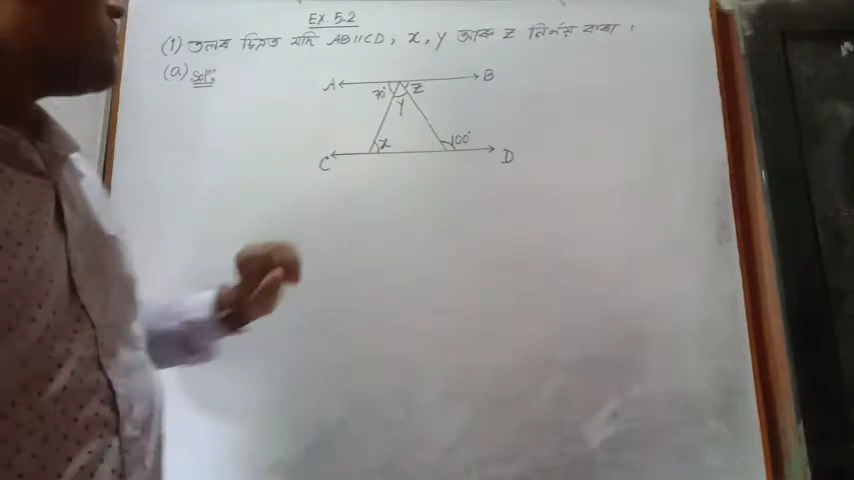 EX. 5.2
(1) তলৰ চিত্ৰত যদি AB||CD, x, y আৰু z নিৰ্ণয় কৰা ।
(a) Solⁿ:
A B
70° y z
x 100°
C D